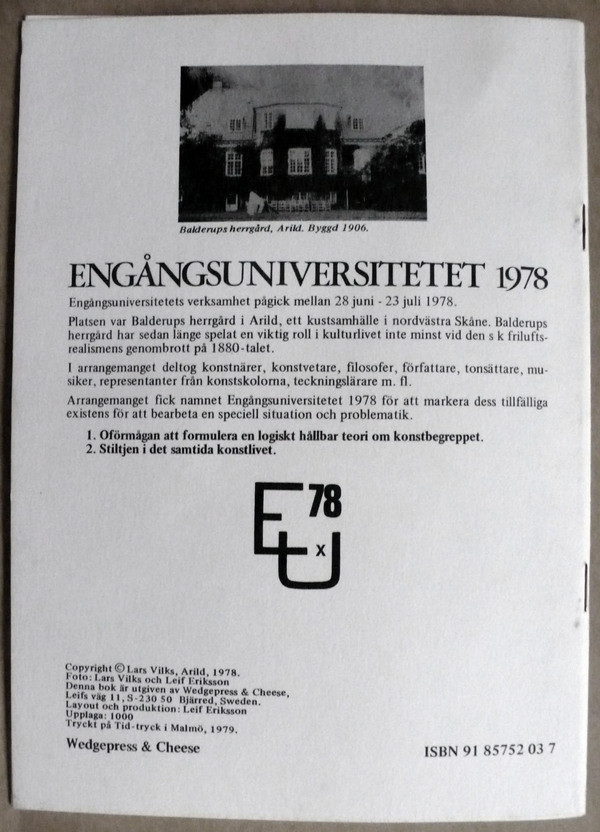 Balderups herrgård, Arild. Byggd 1906.
ENGÅNGSUNIVERSITETET 1978
Engångsuniversitetets verksamhet pågick mellan 28 juni - 23 juli 1978.
Platsen var Balderups herrgård i Arild, ett kustsamhälle i nordvästra Skåne. Balderups
herrgård har sedan länge spelat en viktig roll i kulturlivet inte minst vid den s k frilufts-
realismens genombrott på 1880-talet.
I arrangemanget deltog konstnärer, konstvetare, filosofer, författare, tonsättare, mu-
siker, representanter från konstskolorna, teckningslärare m. fl.
Arrangemanget fick namnet Engångsuniversitetet 1978 för att markera dess tillfälliga
existens för att bearbeta en speciell situation och problematik.
1. Oförmågan att formulera en logiskt hållbar teori om konstbegreppet.
2. Stiltjen i det samtida konstlivet.
EU 78
x
Copyright © Lars Vilks, Arild, 1978.
Foto: Lars Vilks och Leif Eriksson
Denna bok är utgiven av Wedgepress & Cheese,
Leifs väg 11, S-230 50 Bjärred, Sweden.
Layout och produktion: Leif Eriksson
Upplaga: 1000
Tryckt på Tid-tryck i Malmö, 1979.
Wedgepress & Cheese
ISBN 91 85752 03 7